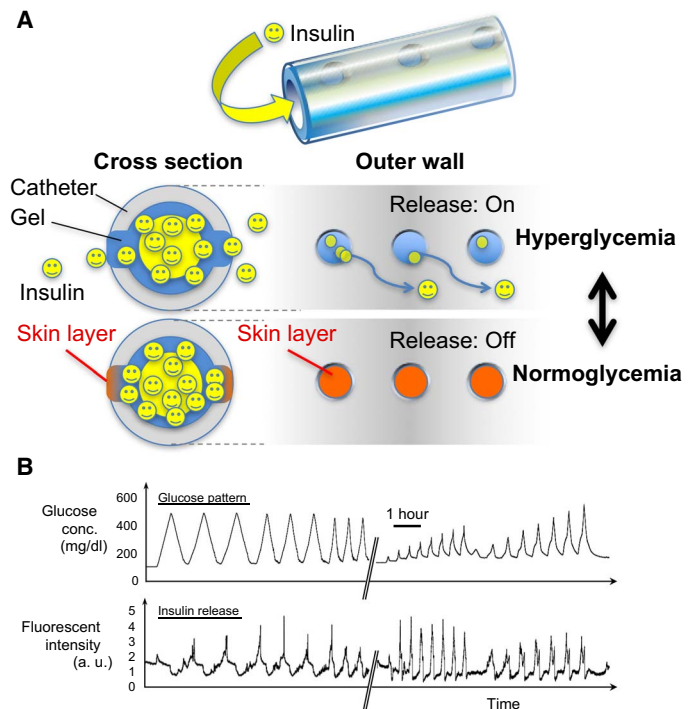 A
Insulin
Cross section
Outer wall
Catheter
Gel
Insulin
Release: On
Hyperglycemia
Skin layer
Skin layer
Release: Off
Normoglycemia
B
Glucose conc. (mg/dl)
600
400
200
0
Glucose pattern
1 hour
Fluorescent intensity (a. u.)
5
4
3
2
1
0
Insulin release
Time